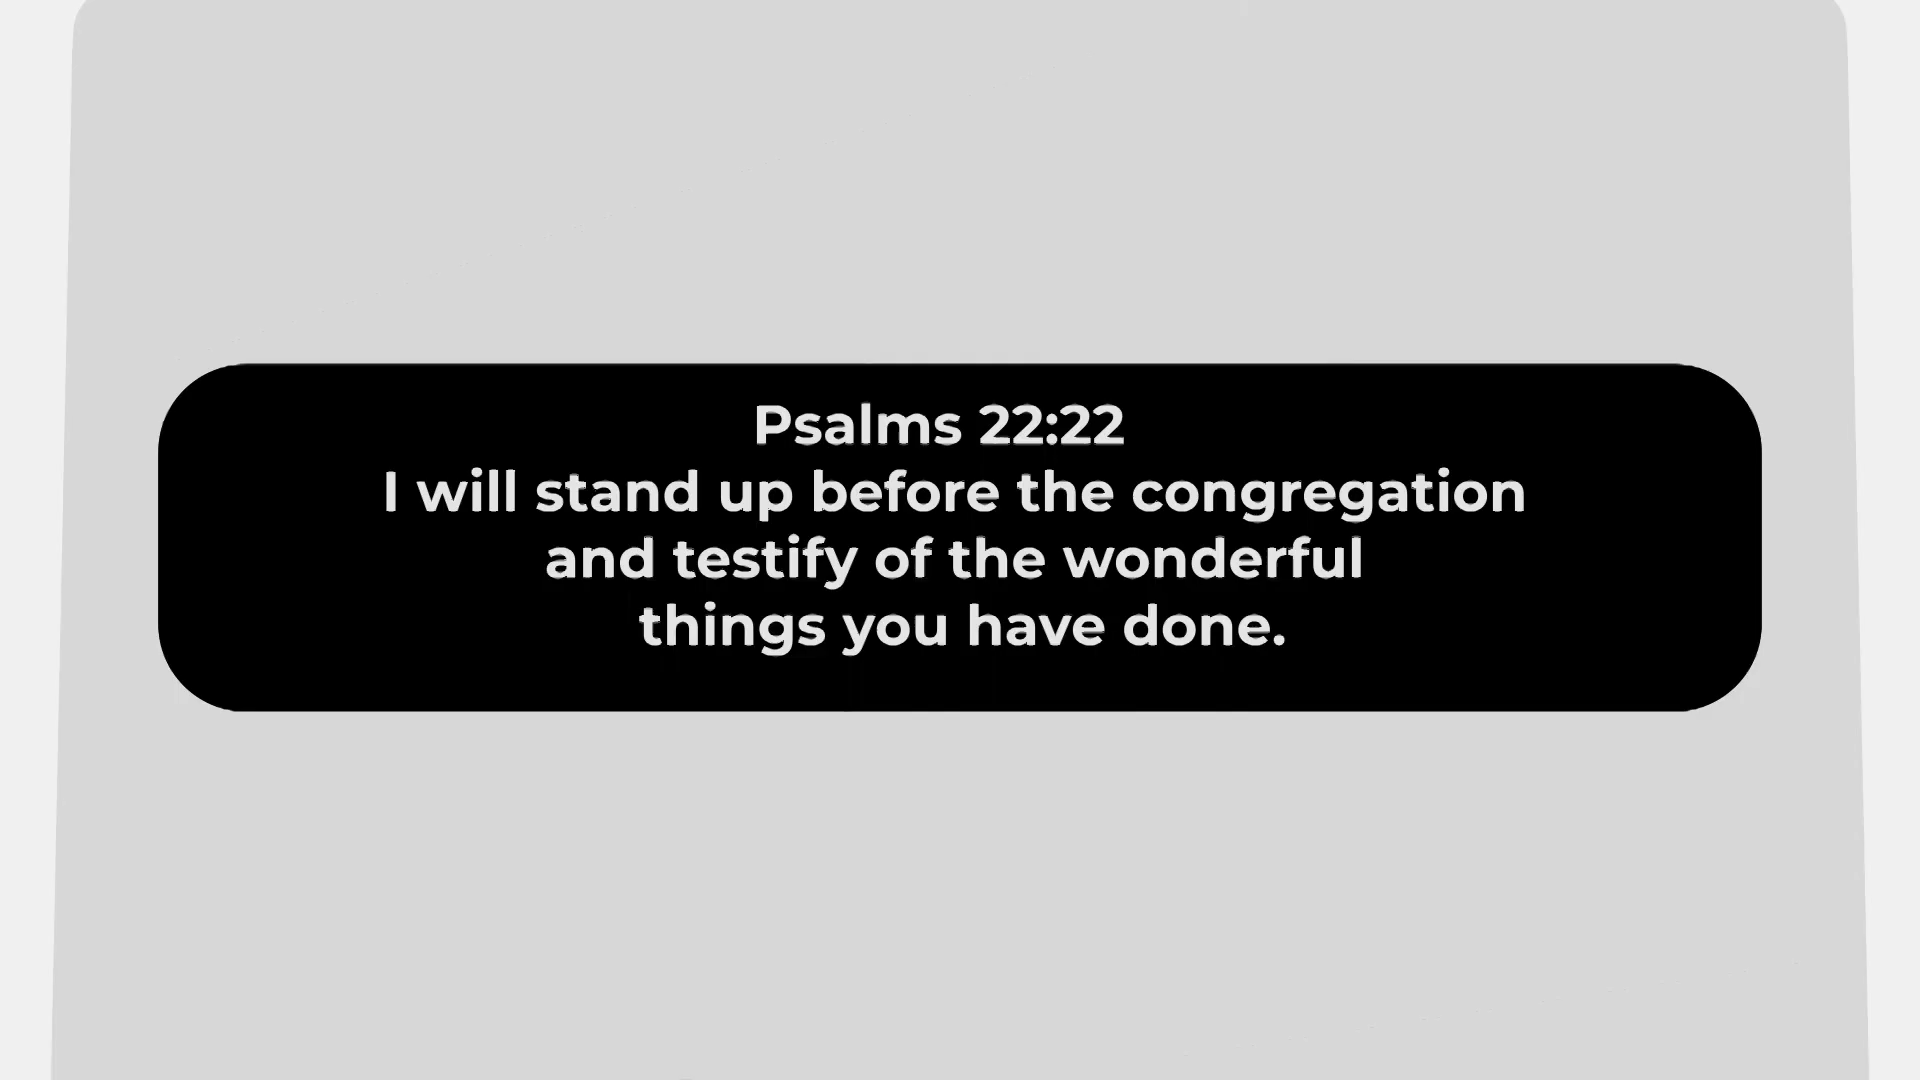 Psalms 22:22
I will stand up before the congregation
and testify of the wonderful
things you have done.